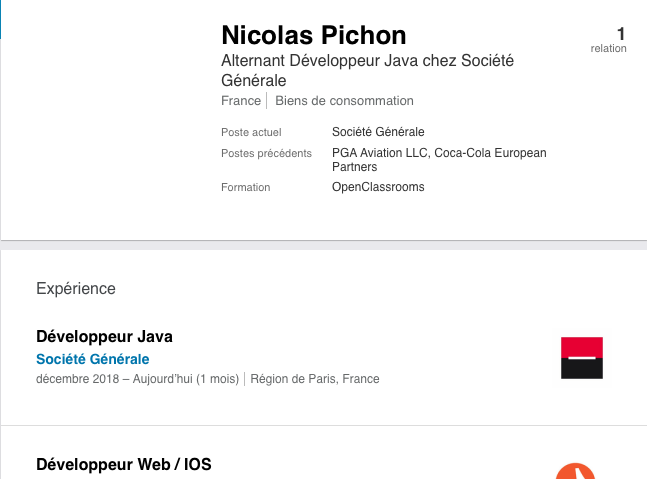 Nicolas Pichon
1
relation
Alternant Développeur Java chez Société
Générale
France Biens de consommation
Poste actuel Société Générale
Postes précédents PGA Aviation LLC, Coca-Cola European
Partners
Formation OpenClassrooms
Expérience
Développeur Java
Société Générale
décembre 2018 – Aujourd'hui (1 mois) Région de Paris, France
Développeur Web / IOS